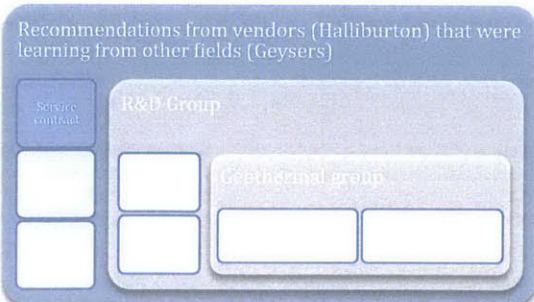 Recommendations from vendors (Halliburton) that were
learning from other fields (Geysers)
Service
contract
R&D Group
Geothermal group